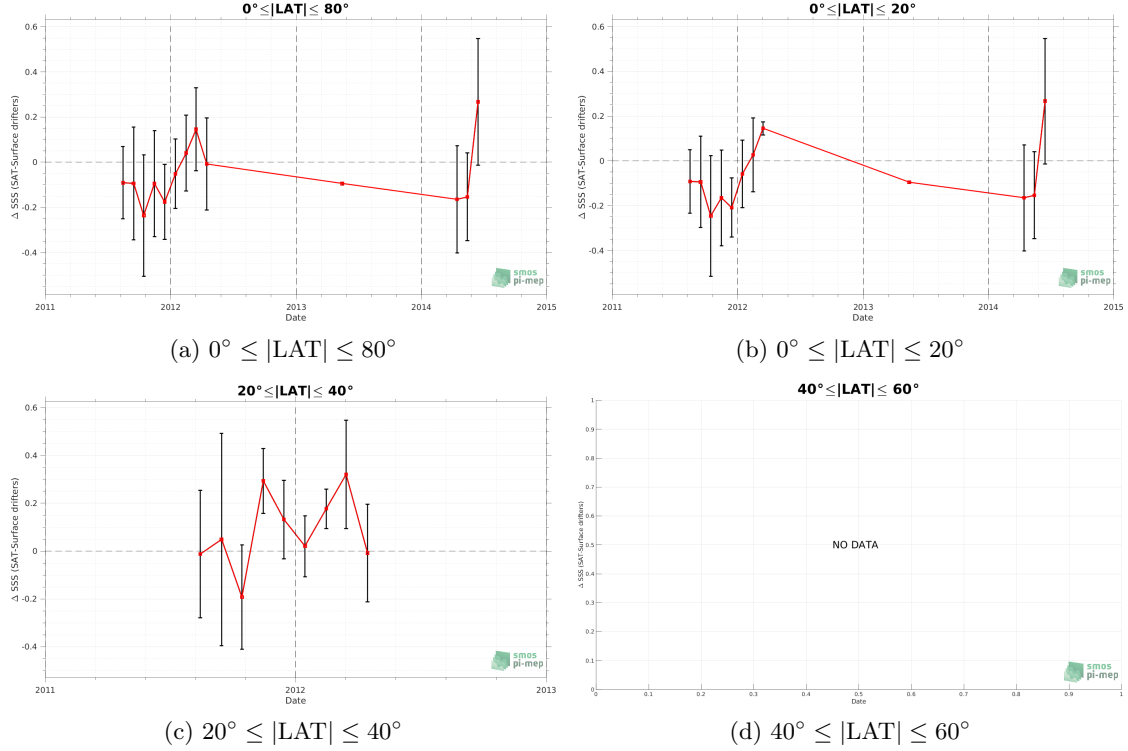 0°≤|LAT|≤ 80°
Δ SSS (SAT-Surface drifters)
0.6
0.4
0.2
0
-0.2
-0.4
smos
pi-mep
2011
2012
2013
2014
2015
Date
(a) 0° ≤ |LAT| ≤ 80°
0°≤|LAT|≤ 20°
Δ SSS (SAT-Surface drifters)
0.6
0.4
0.2
0
-0.2
-0.4
smos
pi-mep
2011
2012
2013
2014
2015
Date
(b) 0° ≤ |LAT| ≤ 20°
20°≤|LAT|≤ 40°
Δ SSS (SAT-Surface drifters)
0.6
0.4
0.2
0
-0.2
-0.4
smos
pi-mep
2011
2012
2013
Date
(c) 20° ≤ |LAT| ≤ 40°
40°≤|LAT|≤ 60°
Δ SSS (SAT-Surface drifters)
1
0.9
0.8
0.7
0.6
0.5
0.4
0.3
0.2
0.1
0
NO DATA
smos
pi-mep
0 0.1 0.2 0.3 0.4 0.5 0.6 0.7 0.8 0.9 1
Date
(d) 40° ≤ |LAT| ≤ 60°